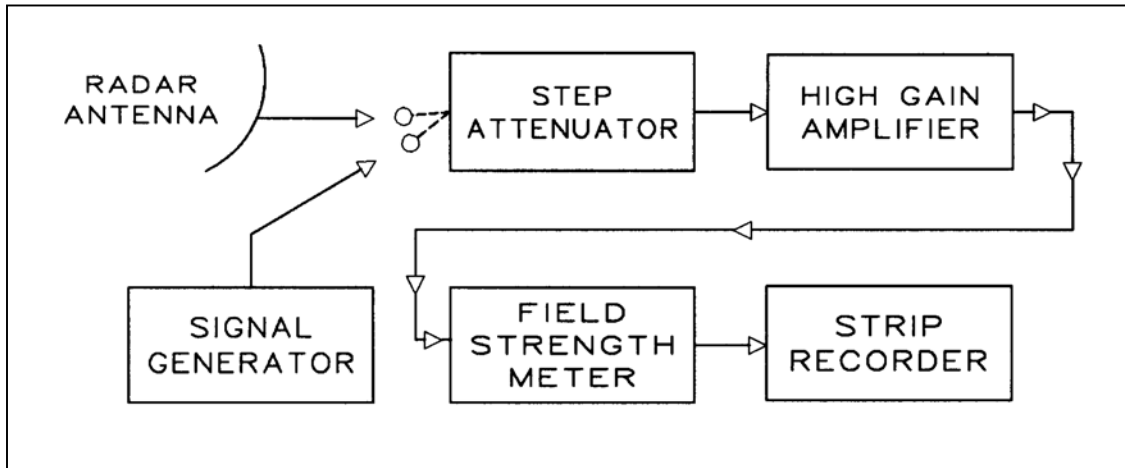 RADAR
ANTENNA
STEP
ATTENUATOR
HIGH GAIN
AMPLIFIER
SIGNAL
GENERATOR
FIELD
STRENGTH
METER
STRIP
RECORDER